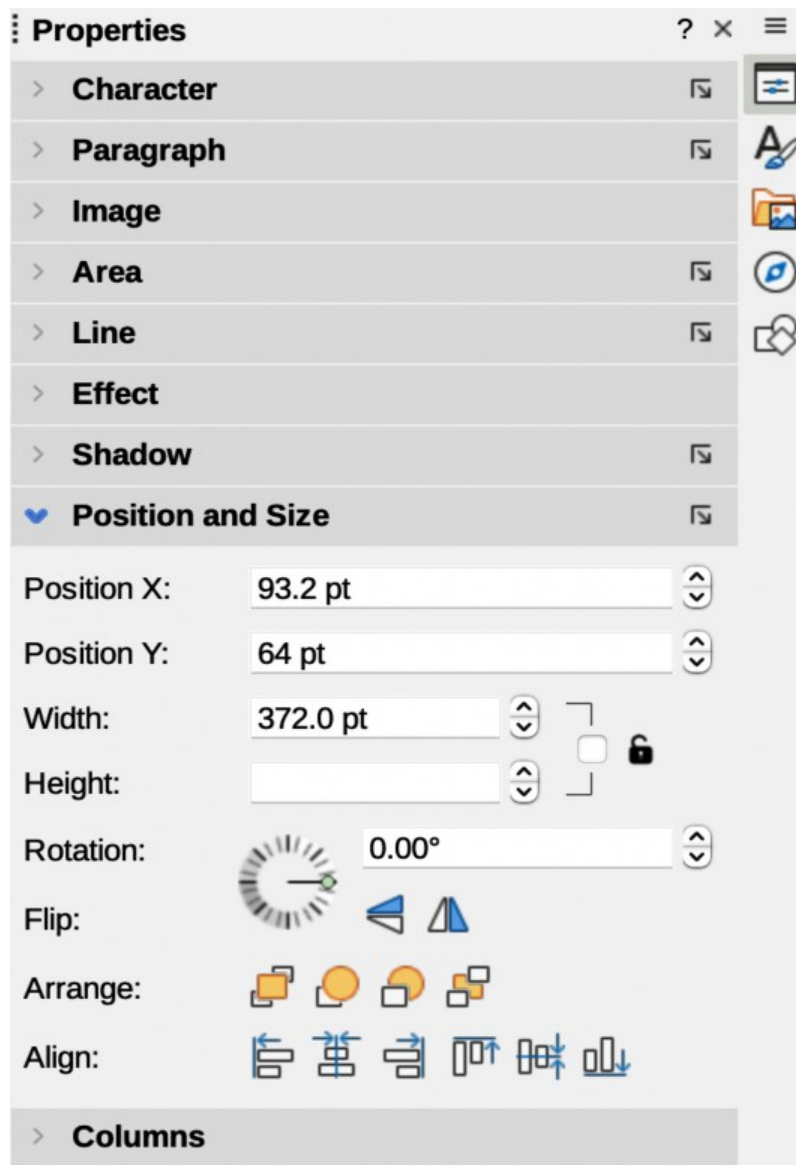 Properties ?
Character
Paragraph
Image
Area
Line
Effect
Shadow
Position and Size
Position X: 93.2 pt
Position Y: 64 pt
Width: 372.0 pt
Height:
Rotation: 0.00°
Flip:
Arrange:
Align:
Columns